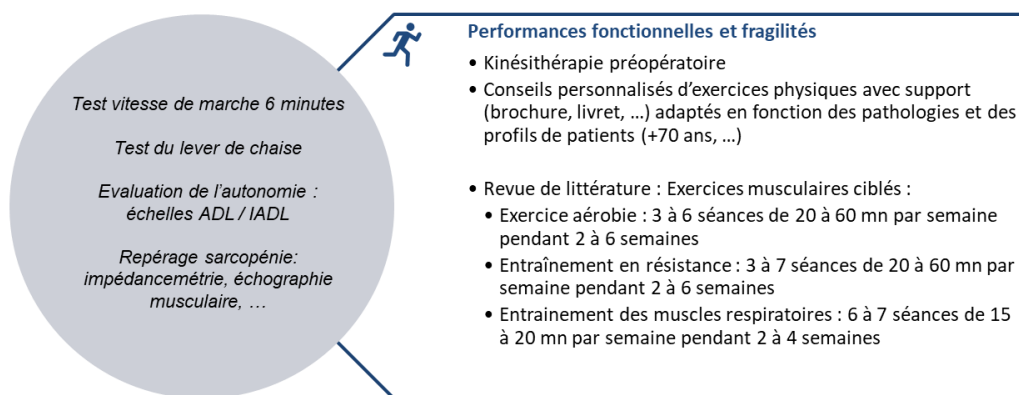 Test vitesse de marche 6 minutes
Test du lever de chaise
Evaluation de l’autonomie :
échelles ADL / IADL
Repérage sarcopénie:
impédancemétrie, échographie
musculaire, …
Performances fonctionnelles et fragilités
• Kinésithérapie préopératoire
• Conseils personnalisés d’exercices physiques avec support
(brochure, livret, …) adaptés en fonction des pathologies et des
profils de patients (+70 ans, …)
• Revue de littérature : Exercices musculaires ciblés :
• Exercice aérobie : 3 à 6 séances de 20 à 60 mn par semaine
pendant 2 à 6 semaines
• Entraînement en résistance : 3 à 7 séances de 20 à 60 mn par
semaine pendant 2 à 6 semaines
• Entrainement des muscles respiratoires : 6 à 7 séances de 15
à 20 mn par semaine pendant 2 à 4 semaines